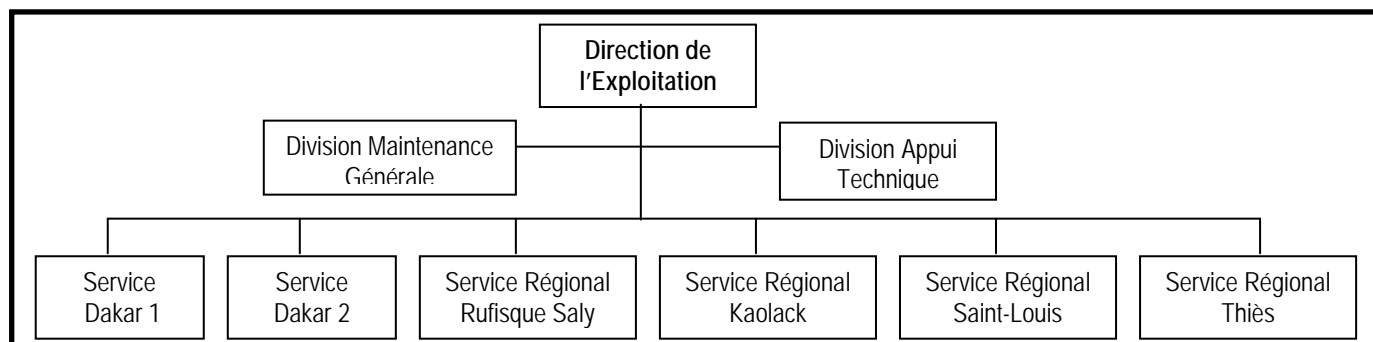 Direction de
l'Exploitation
Division Maintenance
Générale
Division Appui
Technique
Service
Dakar 1
Service
Dakar 2
Service Régional
Rufisque Saly
Service Régional
Kaolack
Service Régional
Saint-Louis
Service Régional
Thiès